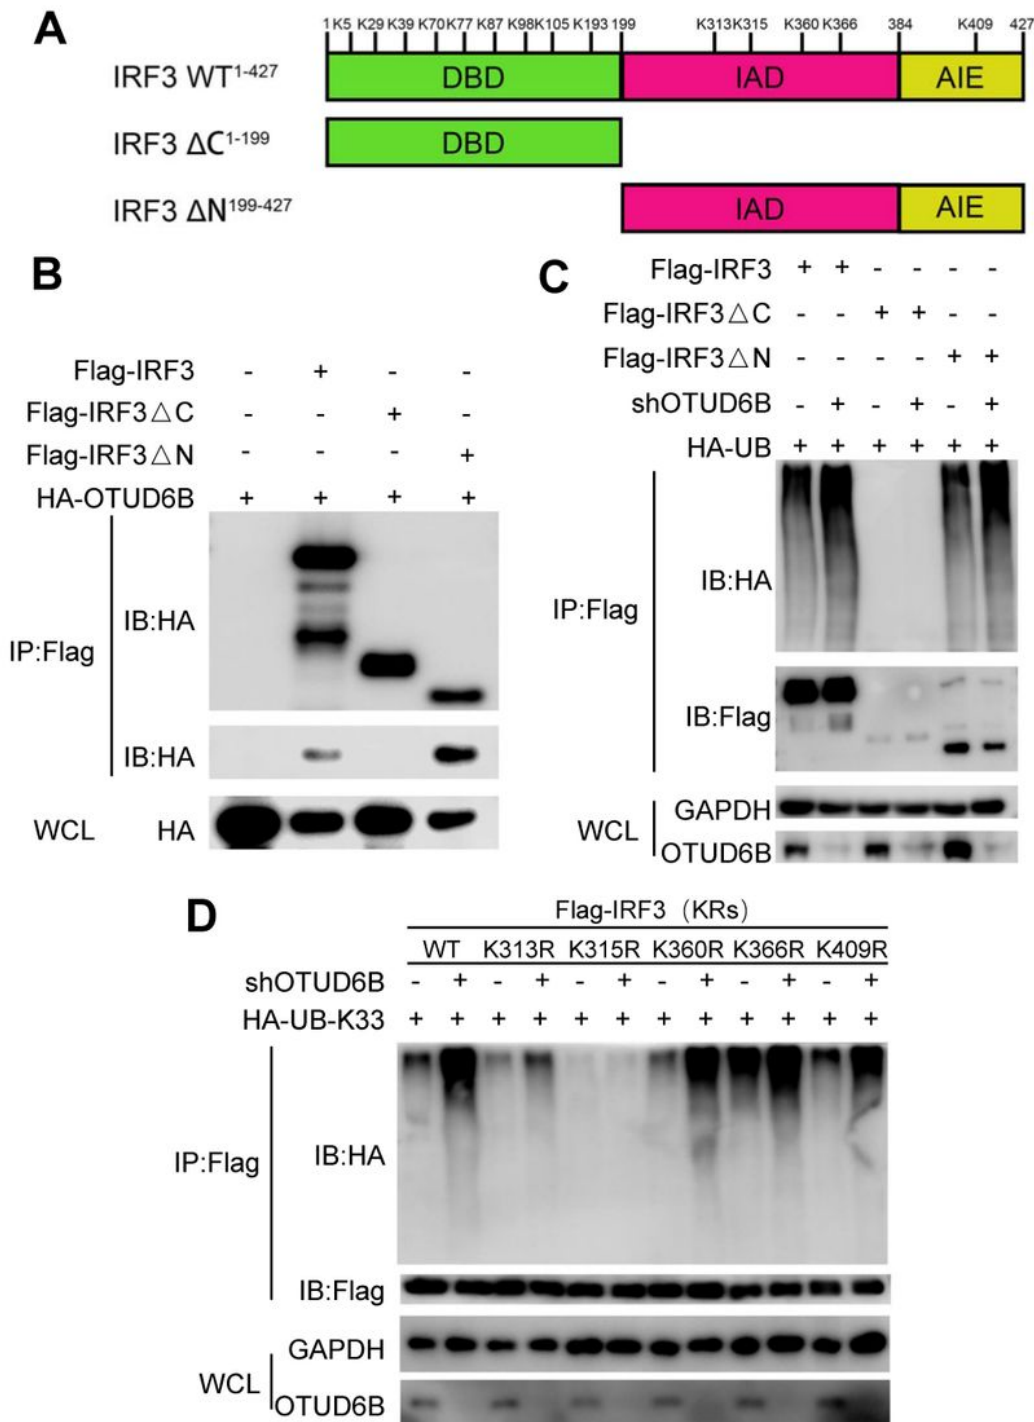 A
1 K5 K29 K39 K70 K77 K87 K98 K105 K193 199 K313 K315 K360 K366 384 K409 427
IRF3 WT1-427 DBD IAD AIE
IRF3 ΔC1-199 DBD
IRF3 ΔN199-427 IAD AIE
B
Flag-IRF3 - + - -
Flag-IRF3△C - - + -
Flag-IRF3△N - - - +
HA-OTUD6B + + + +
IP:Flag
IB:HA
IB:HA
WCL HA
C
Flag-IRF3 + + - - - -
Flag-IRF3△C - - + + - -
Flag-IRF3△N - - - - + +
shOTUD6B - + - + - +
HA-UB + + + + + +
IP:Flag
IB:HA
IB:Flag
WCL
GAPDH
OTUD6B
D
Flag-IRF3 (KRs)
WT K313R K315R K360R K366R K409R
shOTUD6B - + - + - + - + - + - +
HA-UB-K33 + + + + + + + + + + + +
IP:Flag
IB:HA
IB:Flag
WCL
GAPDH
OTUD6B